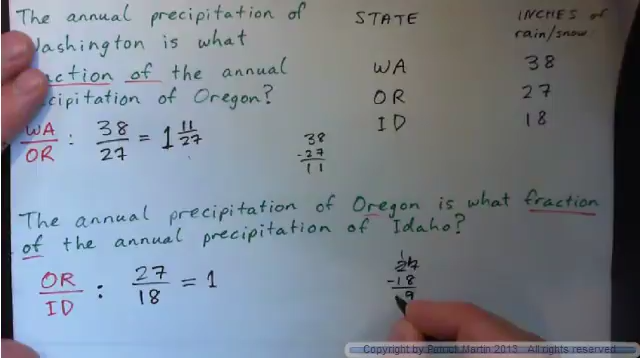 The annual precipitation of
Washington is what
fraction of the annual
precipitation of Oregon?
STATE INCHES of
rain/snow
WA 38
OR 27
ID 18
WA/OR : 38/27 = 1 11/27
38
-27
11
The annual precipitation of Oregon is what fraction
of the annual precipitation of Idaho?
OR/ID : 27/18 = 1
1
27
-18
9
Copyright by Patrick Martin 2013 All rights reserved